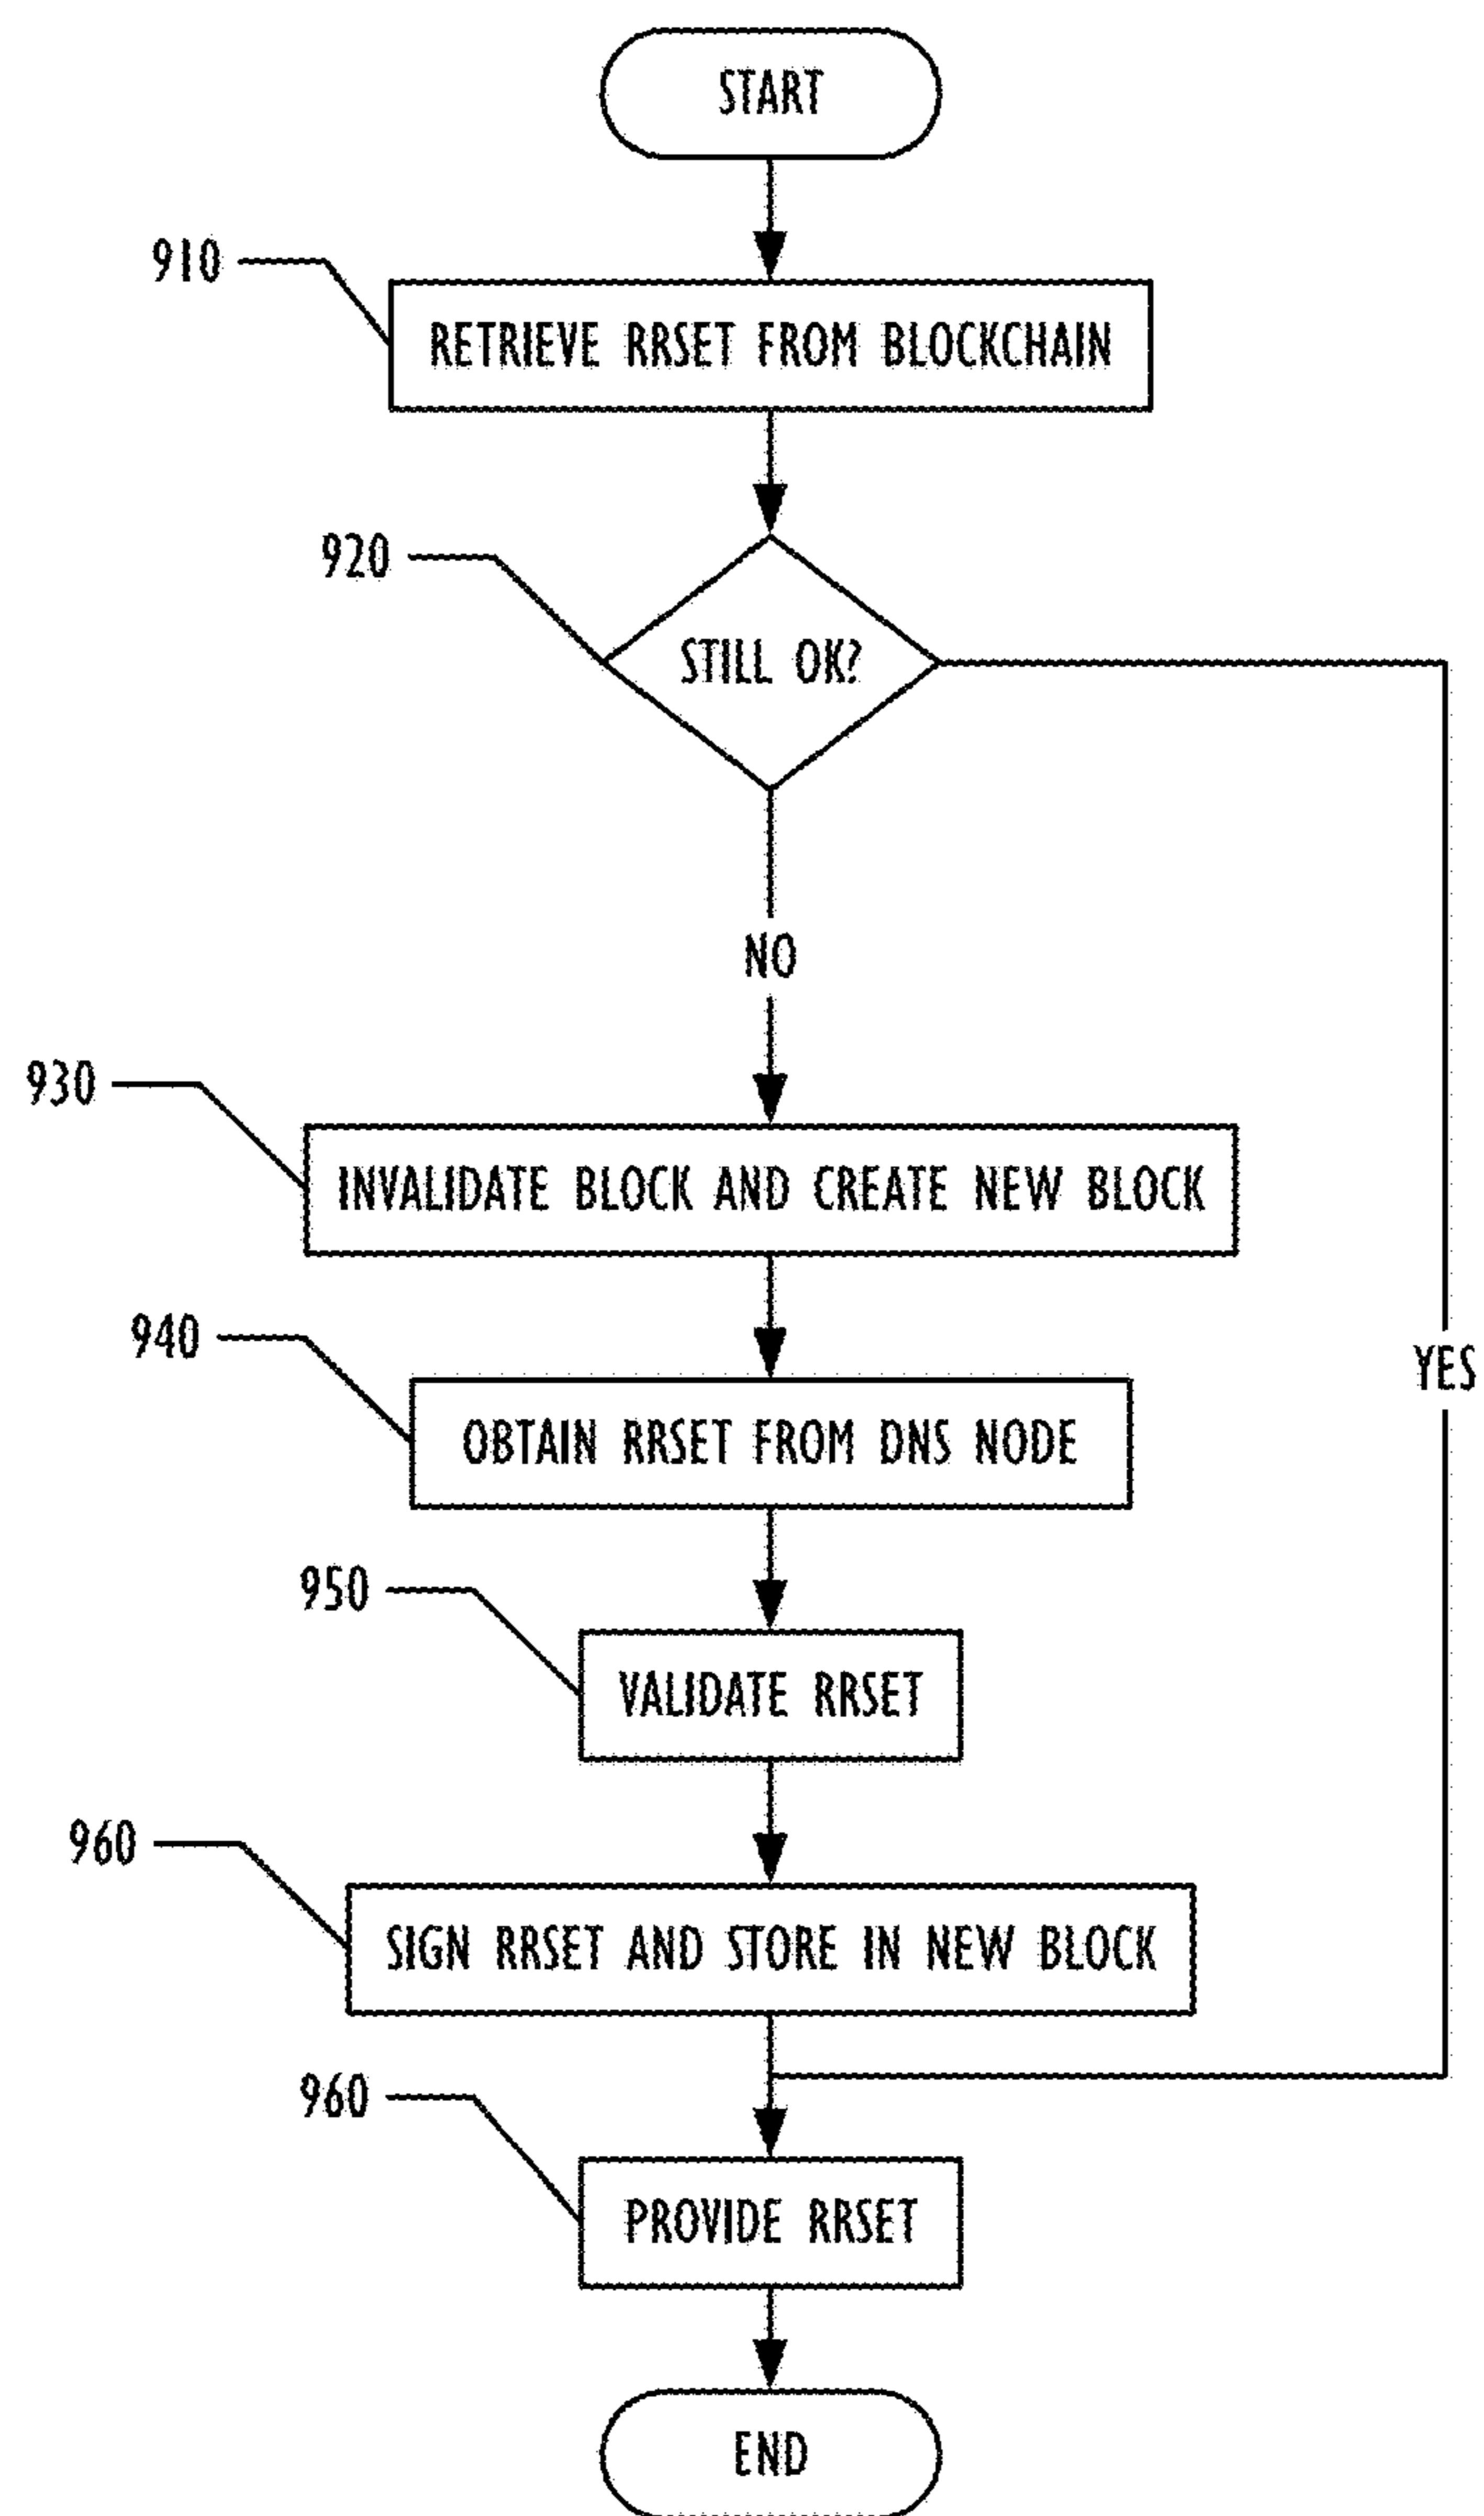 START
910
RETRIEVE RRSET FROM BLOCKCHAIN
920
STILL OK?
NO
930
INVALIDATE BLOCK AND CREATE NEW BLOCK
940
YES
OBTAIN RRSET FROM DNS NODE
950
VALIDATE RRSET
960
SIGN RRSET AND STORE IN NEW BLOCK
960
PROVIDE RRSET
END